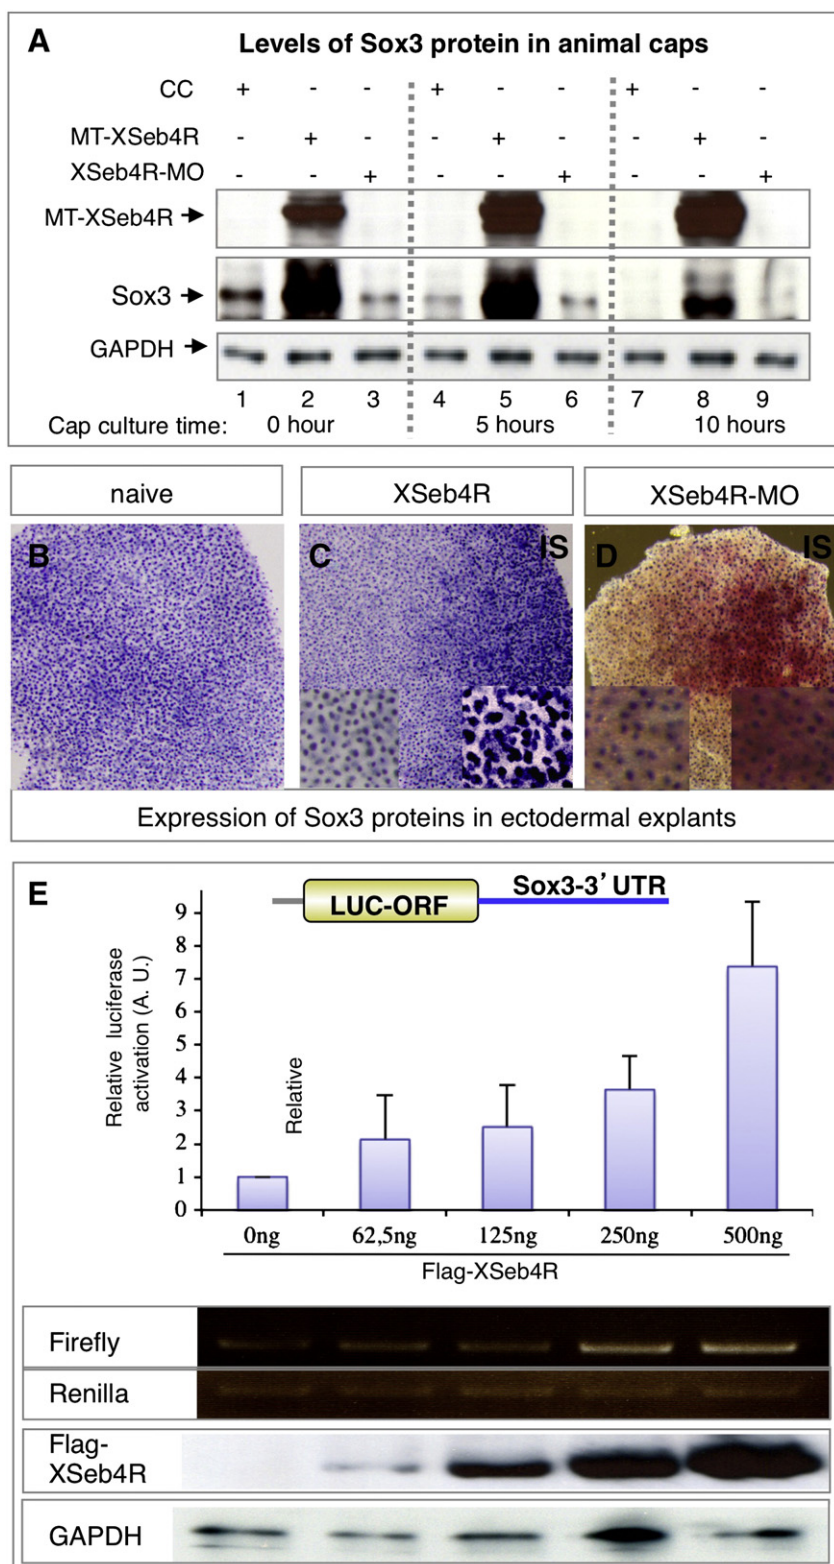 A Levels of Sox3 protein in animal caps
CC + - - + - - + - -
MT-XSeb4R - + - - + - - + -
XSeb4R-MO - - + - - + - - +
MT-XSeb4R
Sox3
GAPDH
1 2 3 4 5 6 7 8 9
Cap culture time: 0 hour 5 hours 10 hours
naive XSeb4R XSeb4R-MO
B C IS D IS
Expression of Sox3 proteins in ectodermal explants
E
LUC-ORF Sox3-3’ UTR
Relative luciferase
activation (A. U.)
Relative
9
8
7
6
5
4
3
2
1
0
0ng 62,5ng 125ng 250ng 500ng
Flag-XSeb4R
Firefly
Renilla
Flag-
XSeb4R
GAPDH